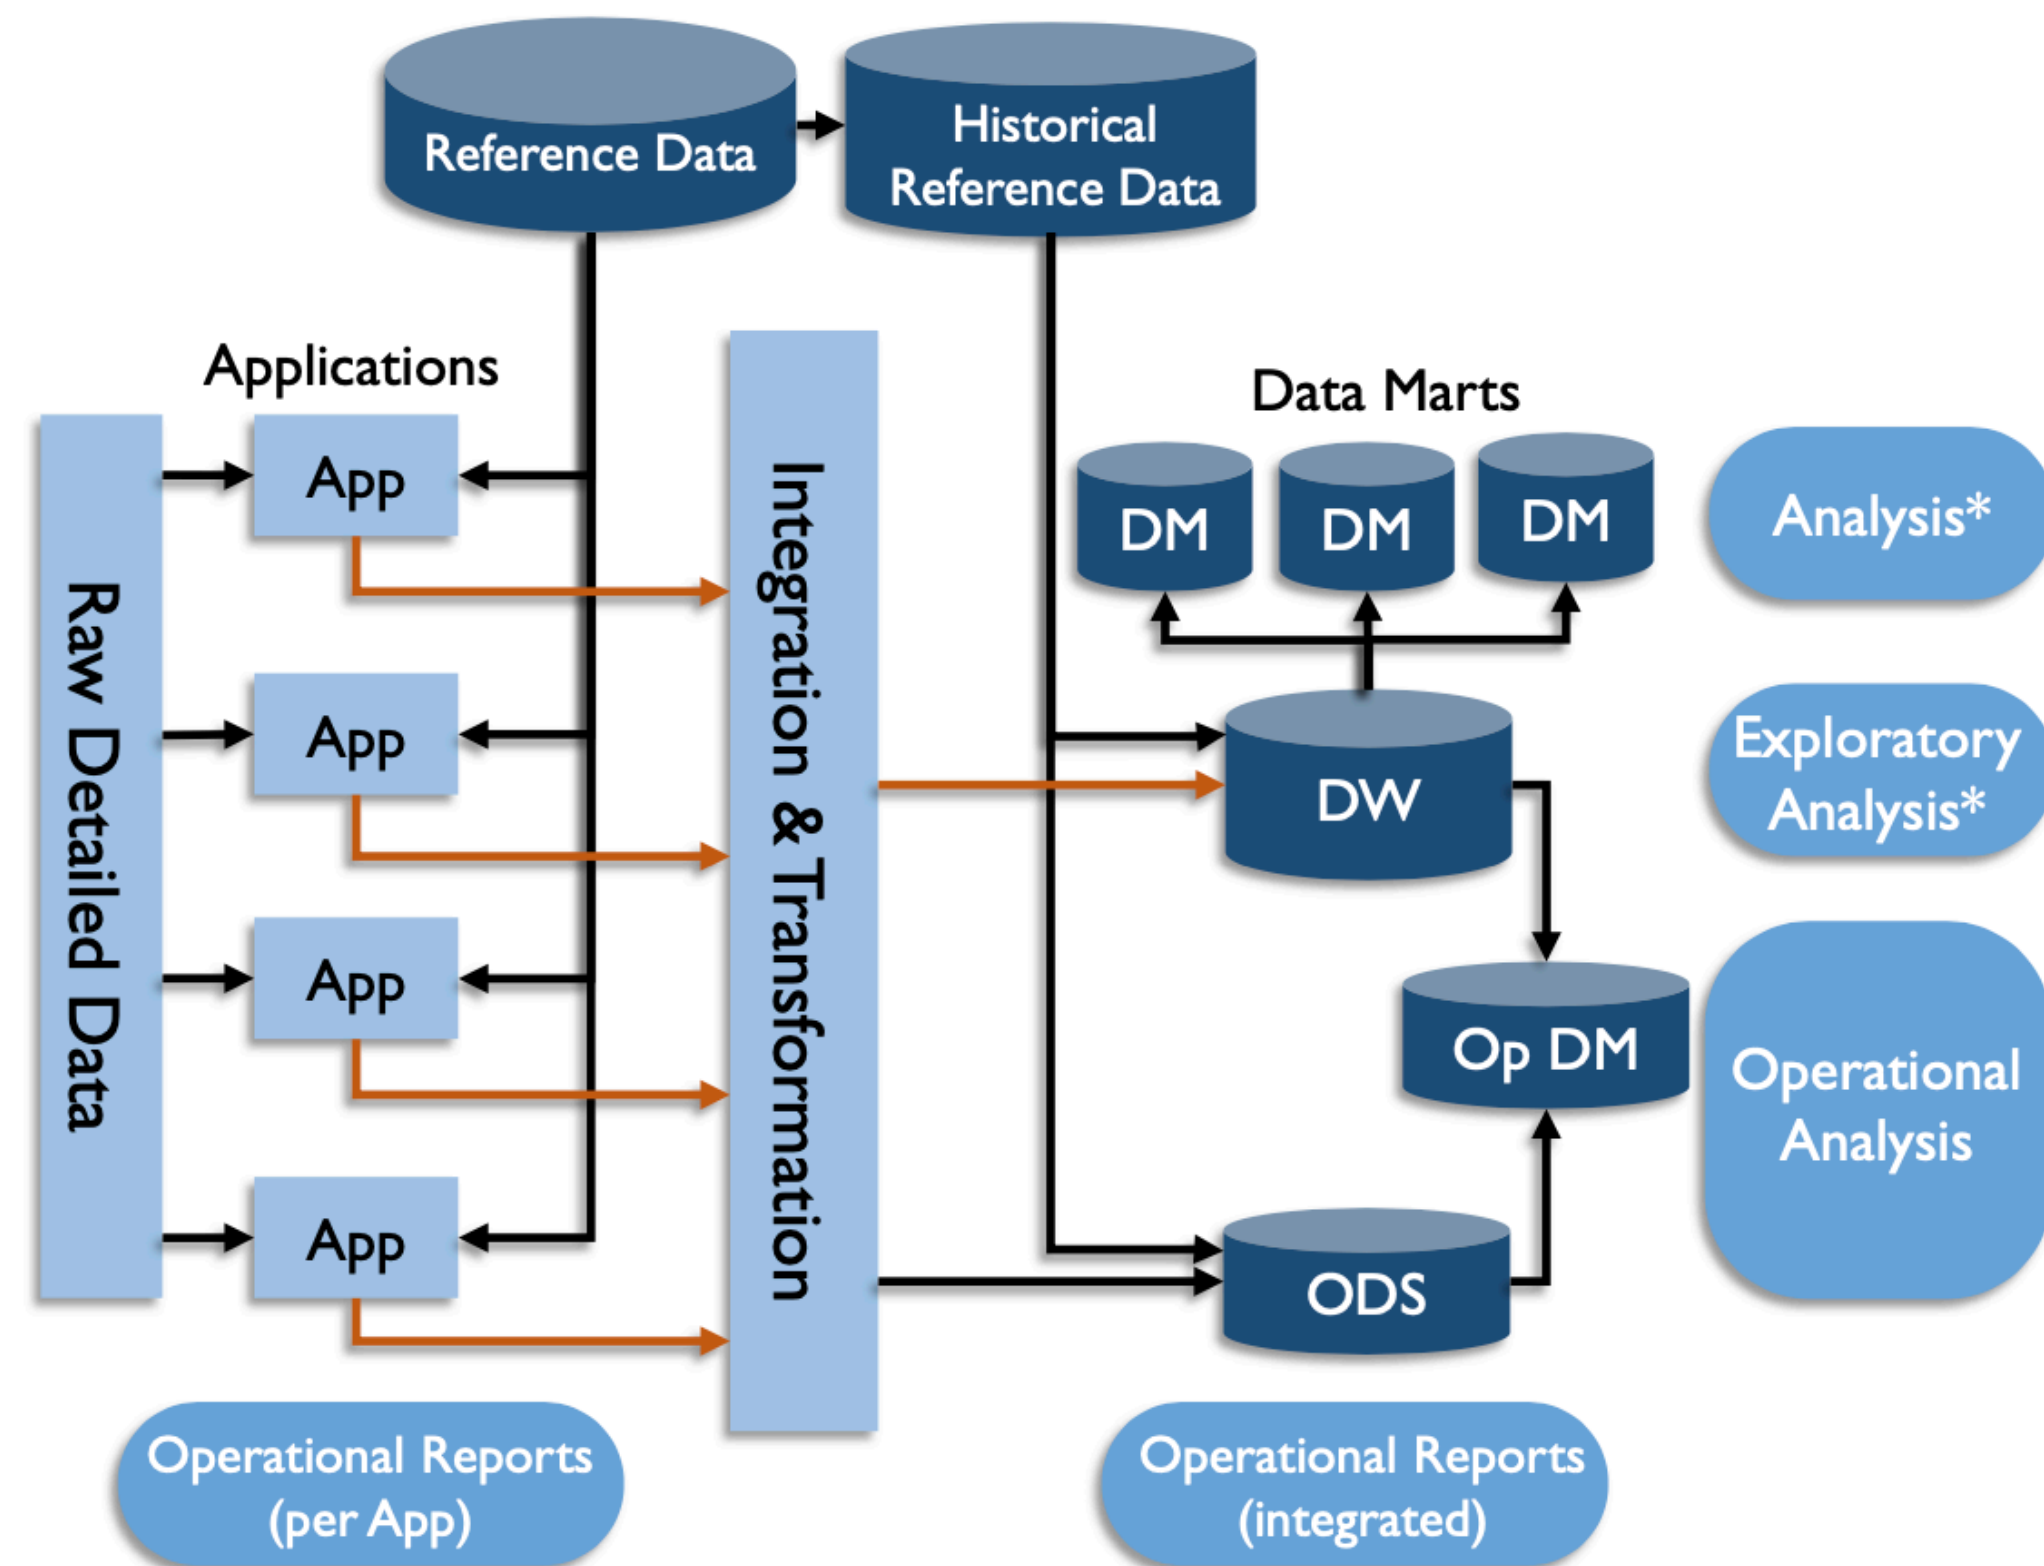 Reference Data
Historical
Reference Data
Applications
Data Marts
Raw Detailed Data
App
App
App
App
Integration & Transformation
DM
DM
DM
Analysis*
DW
Exploratory
Analysis*
Op DM
Operational
Analysis
ODS
Operational Reports
(per App)
Operational Reports
(integrated)